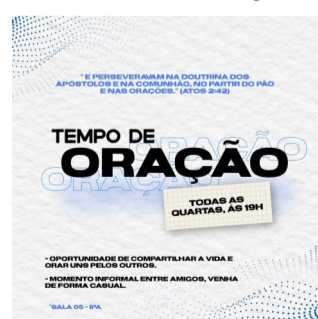 "E PERSEVERAVAM NA DOUTRINA DOS
APÓSTOLOS E NA COMUNHÃO, NO PARTIR DO PÃO
E NAS ORAÇÕES." (ATOS 2:42)
ORAÇÃO
TEMPO DE
ORAÇÃO
ORAÇÃO
TODAS AS
QUARTAS, ÀS 19H
- OPORTUNIDADE DE COMPARTILHAR A VIDA E
ORAR UNS PELOS OUTROS.
- MOMENTO INFORMAL ENTRE AMIGOS, VENHA
DE FORMA CASUAL.
*SALA 05 - IPA